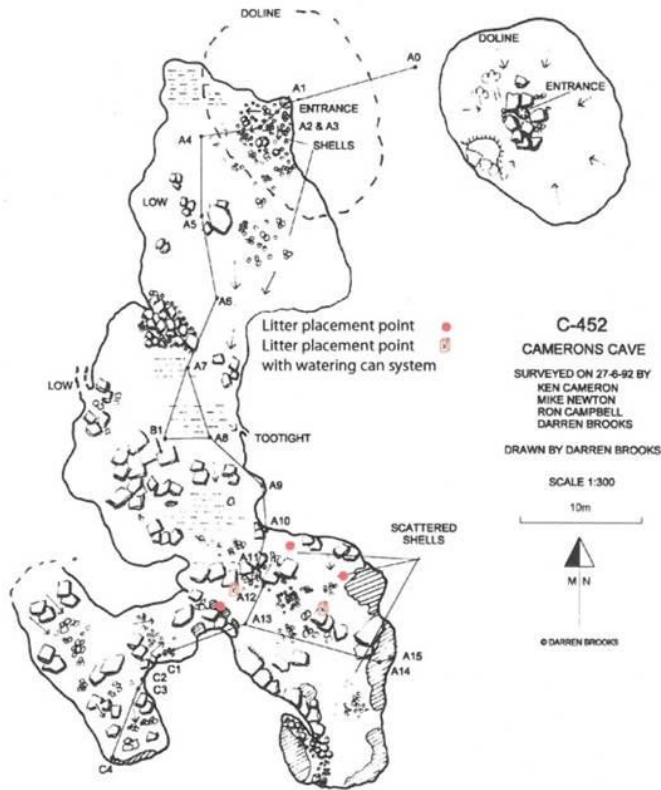 DOLINE
A0
A1
ENTRANCE
A2 & A3
SHELLS
A4
LOW
A5
A6
Litter placement point
Litter placement point
with watering can system
A7
LOW
B1
A8
TOOTIGHT
A9
A10
SCATTERED
SHELLS
A11
A12
A13
A15
A14
C1
C2
C3
C4
DOLINE
ENTRANCE
C-452
CAMERONS CAVE
SURVEYED ON 27-6-92 BY
KEN CAMERON
MIKE NEWTON
RON CAMPBELL
DARREN BROOKS
DRAWN BY DARREN BROOKS
SCALE 1:300
10m
M N
© DARREN BROOKS